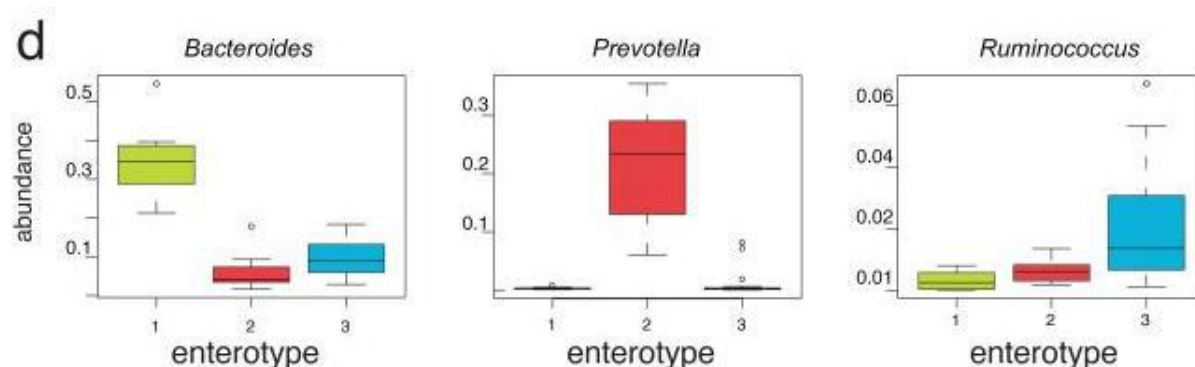 d
Bacteroides
abundance
0.5
0.3
0.1
1 2 3
enterotype
Prevotella
0.3
0.2
0.1
1 2 3
Ruminococcus
0.06
0.04
0.02
0.01
1 2 3
enterotype